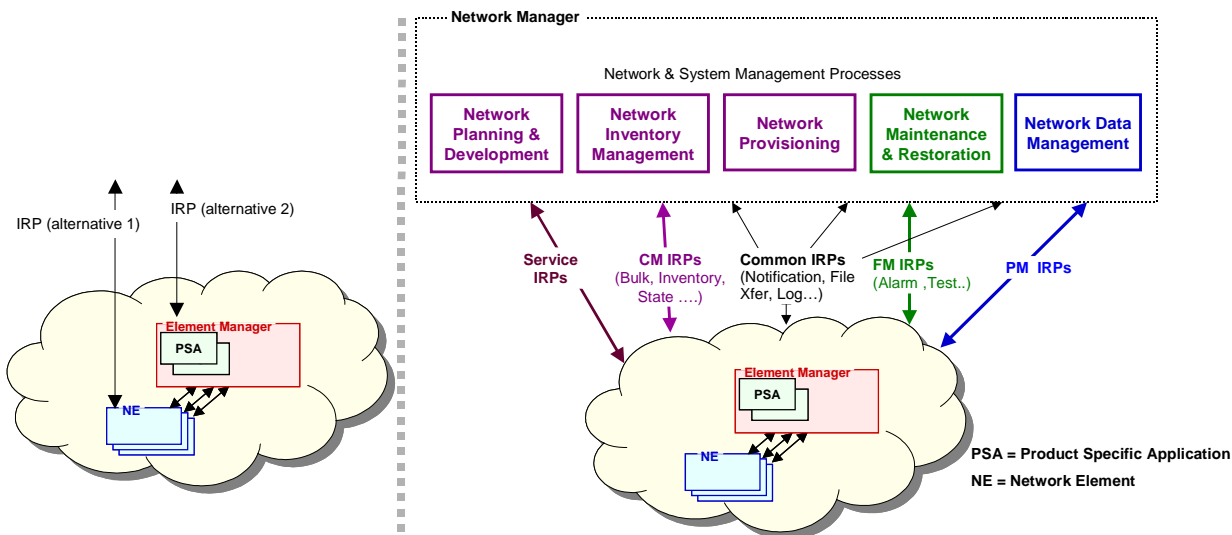 Network Manager
Network & System Management Processes
Network
Planning &
Development
Network
Inventory
Management
Network
Provisioning
Network
Maintenance
& Restoration
Network Data
Management
IRP (alternative 1)
IRP (alternative 2)
Element Manager
PSA
NE
Service
IRPs
CM IRPs
(Bulk, Inventory,
State ....)
Common IRPs
(Notification, File
Xfer, Log…)
FM IRPs
(Alarm ,Test..)
PM IRPs
Element Manager
PSA
NE
PSA = Product Specific Application
NE = Network Element